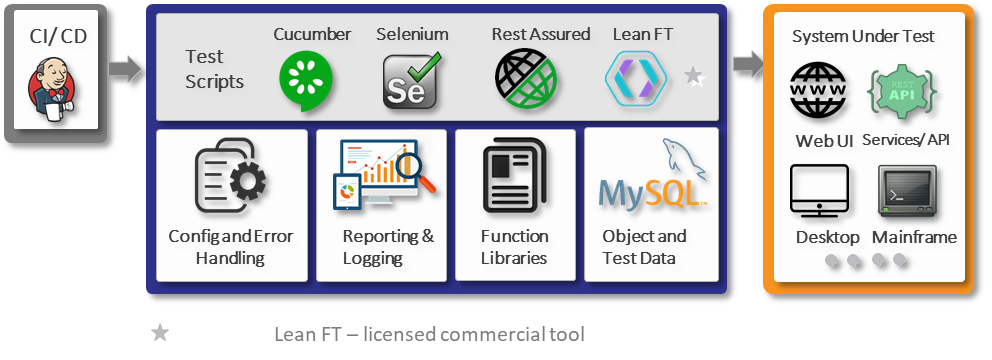 CI/ CD
Test
Scripts
Cucumber
Selenium
Se
Rest Assured
Lean FT
Config and Error
Handling
Reporting &
Logging
Function
Libraries
MySQL™
Object and
Test Data
System Under Test
WWW
Web UI
REST
API
Services/ API
Desktop
>_
Mainframe
Lean FT – licensed commercial tool